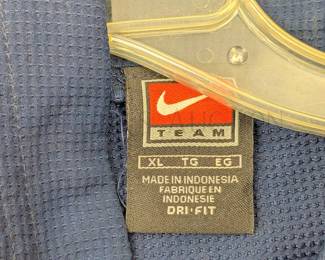 TEAM
XL TG EG
MADE IN INDONESIA
FABRIQUE EN
INDONESIE
DRI-FIT